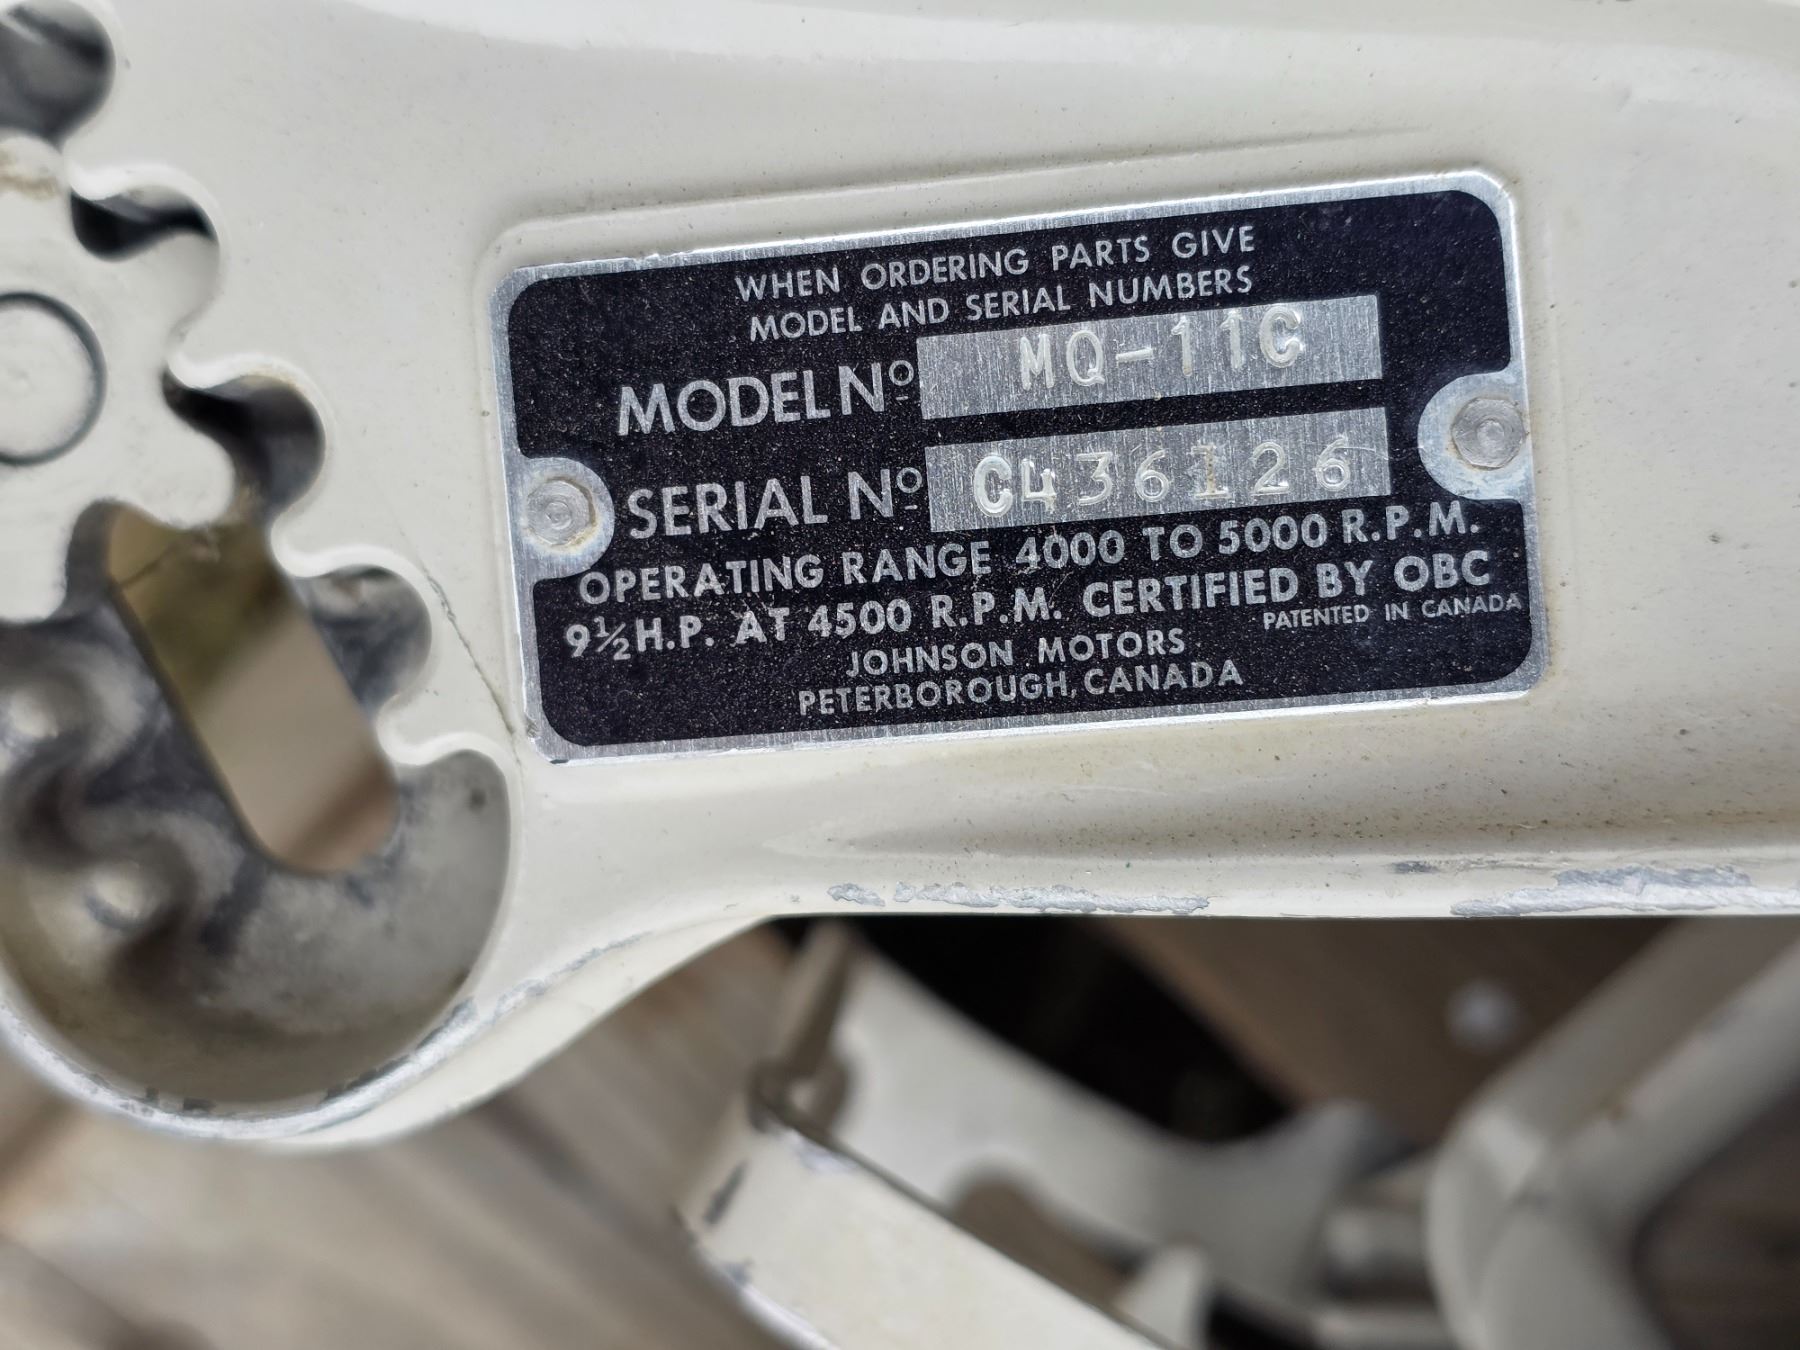 WHEN ORDERING PARTS GIVE
MODEL AND SERIAL NUMBERS
MODEL Nº MQ-11C
SERIAL Nº C436126
OPERATING RANGE 4000 TO 5000 R.P.M.
9½ H.P. AT 4500 R.P.M. CERTIFIED BY OBC
PATENTED IN CANADA
JOHNSON MOTORS
PETERBOROUGH, CANADA